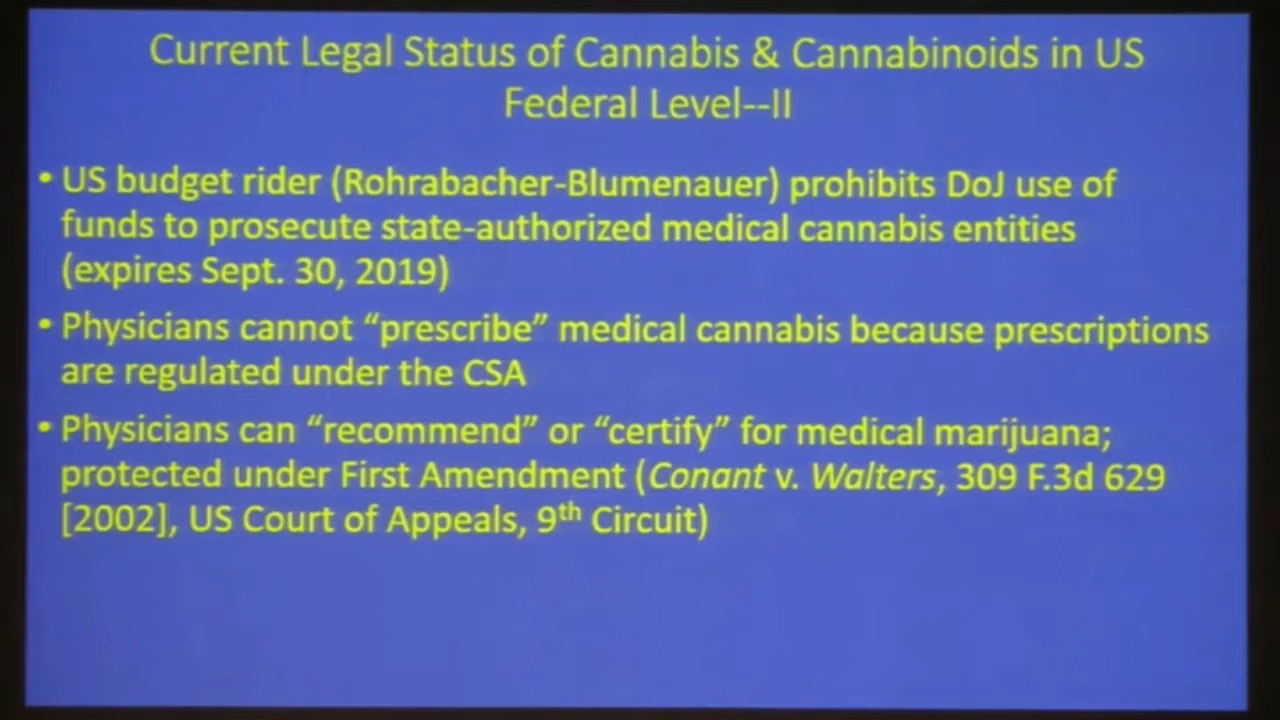 Current Legal Status of Cannabis & Cannabinoids in US
Federal Level--II
• US budget rider (Rohrabacher-Blumenauer) prohibits DoJ use of
funds to prosecute state-authorized medical cannabis entities
(expires Sept. 30, 2019)
• Physicians cannot “prescribe” medical cannabis because prescriptions
are regulated under the CSA
• Physicians can “recommend” or “certify” for medical marijuana;
protected under First Amendment (Conant v. Walters, 309 F.3d 629
[2002], US Court of Appeals, 9th Circuit)